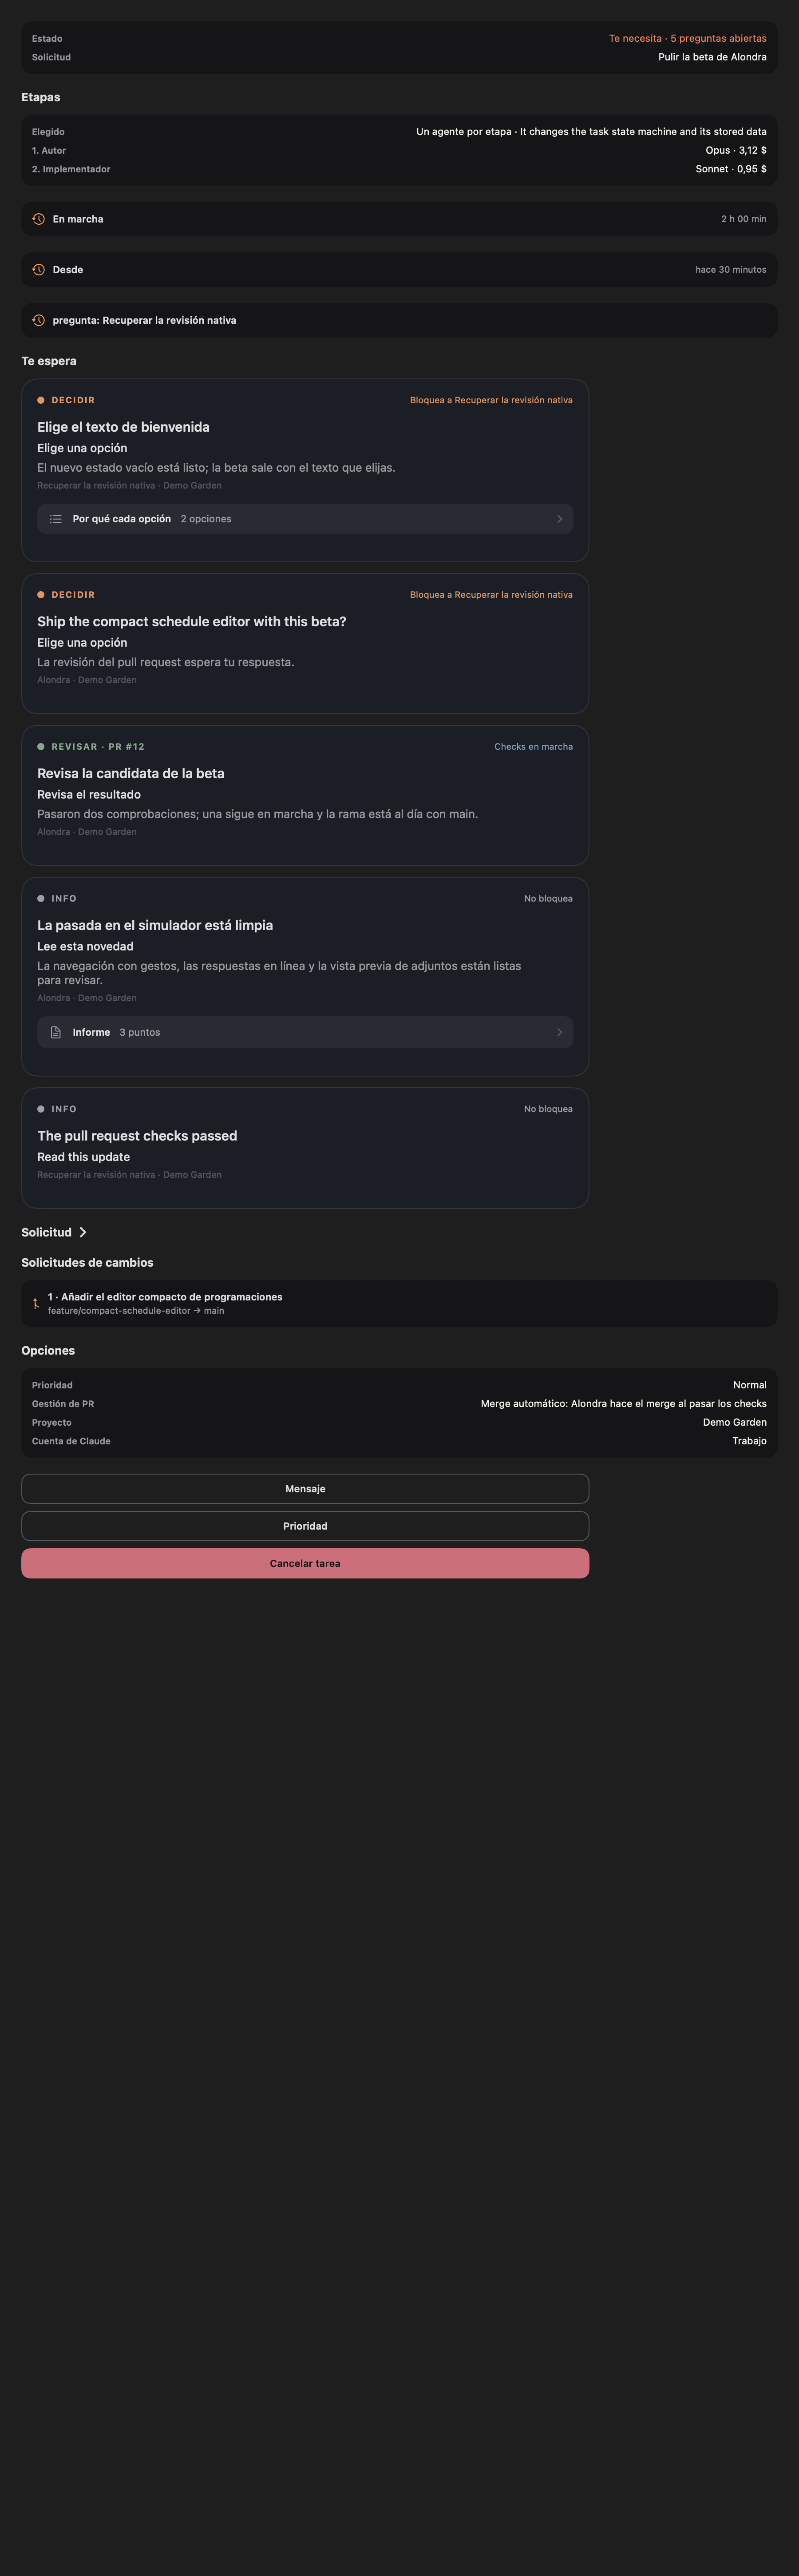 Estado Te necesita · 5 preguntas abiertas
Solicitud Pulir la beta de Alondra
Etapas
Elegido Un agente por etapa · It changes the task state machine and its stored data
1. Autor Opus · 3,12 $
2. Implementador Sonnet · 0,95 $
En marcha 2 h 00 min
Desde hace 30 minutos
pregunta: Recuperar la revisión nativa
Te espera
DECIDIR Bloquea a Recuperar la revisión nativa
Elige el texto de bienvenida
Elige una opción
El nuevo estado vacío está listo; la beta sale con el texto que elijas.
Recuperar la revisión nativa · Demo Garden
Por qué cada opción 2 opciones
DECIDIR Bloquea a Recuperar la revisión nativa
Ship the compact schedule editor with this beta?
Elige una opción
La revisión del pull request espera tu respuesta.
Alondra · Demo Garden
REVISAR · PR #12 Checks en marcha
Revisa la candidata de la beta
Revisa el resultado
Pasaron dos comprobaciones; una sigue en marcha y la rama está al día con main.
Alondra · Demo Garden
INFO No bloquea
La pasada en el simulador está limpia
Lee esta novedad
La navegación con gestos, las respuestas en línea y la vista previa de adjuntos están listas
para revisar.
Alondra · Demo Garden
Informe 3 puntos
INFO No bloquea
The pull request checks passed
Read this update
Recuperar la revisión nativa · Demo Garden
Solicitud
Solicitudes de cambios
1 · Añadir el editor compacto de programaciones
feature/compact-schedule-editor → main
Opciones
Prioridad Normal
Gestión de PR Merge automático: Alondra hace el merge al pasar los checks
Proyecto Demo Garden
Cuenta de Claude Trabajo
Mensaje
Prioridad
Cancelar tarea